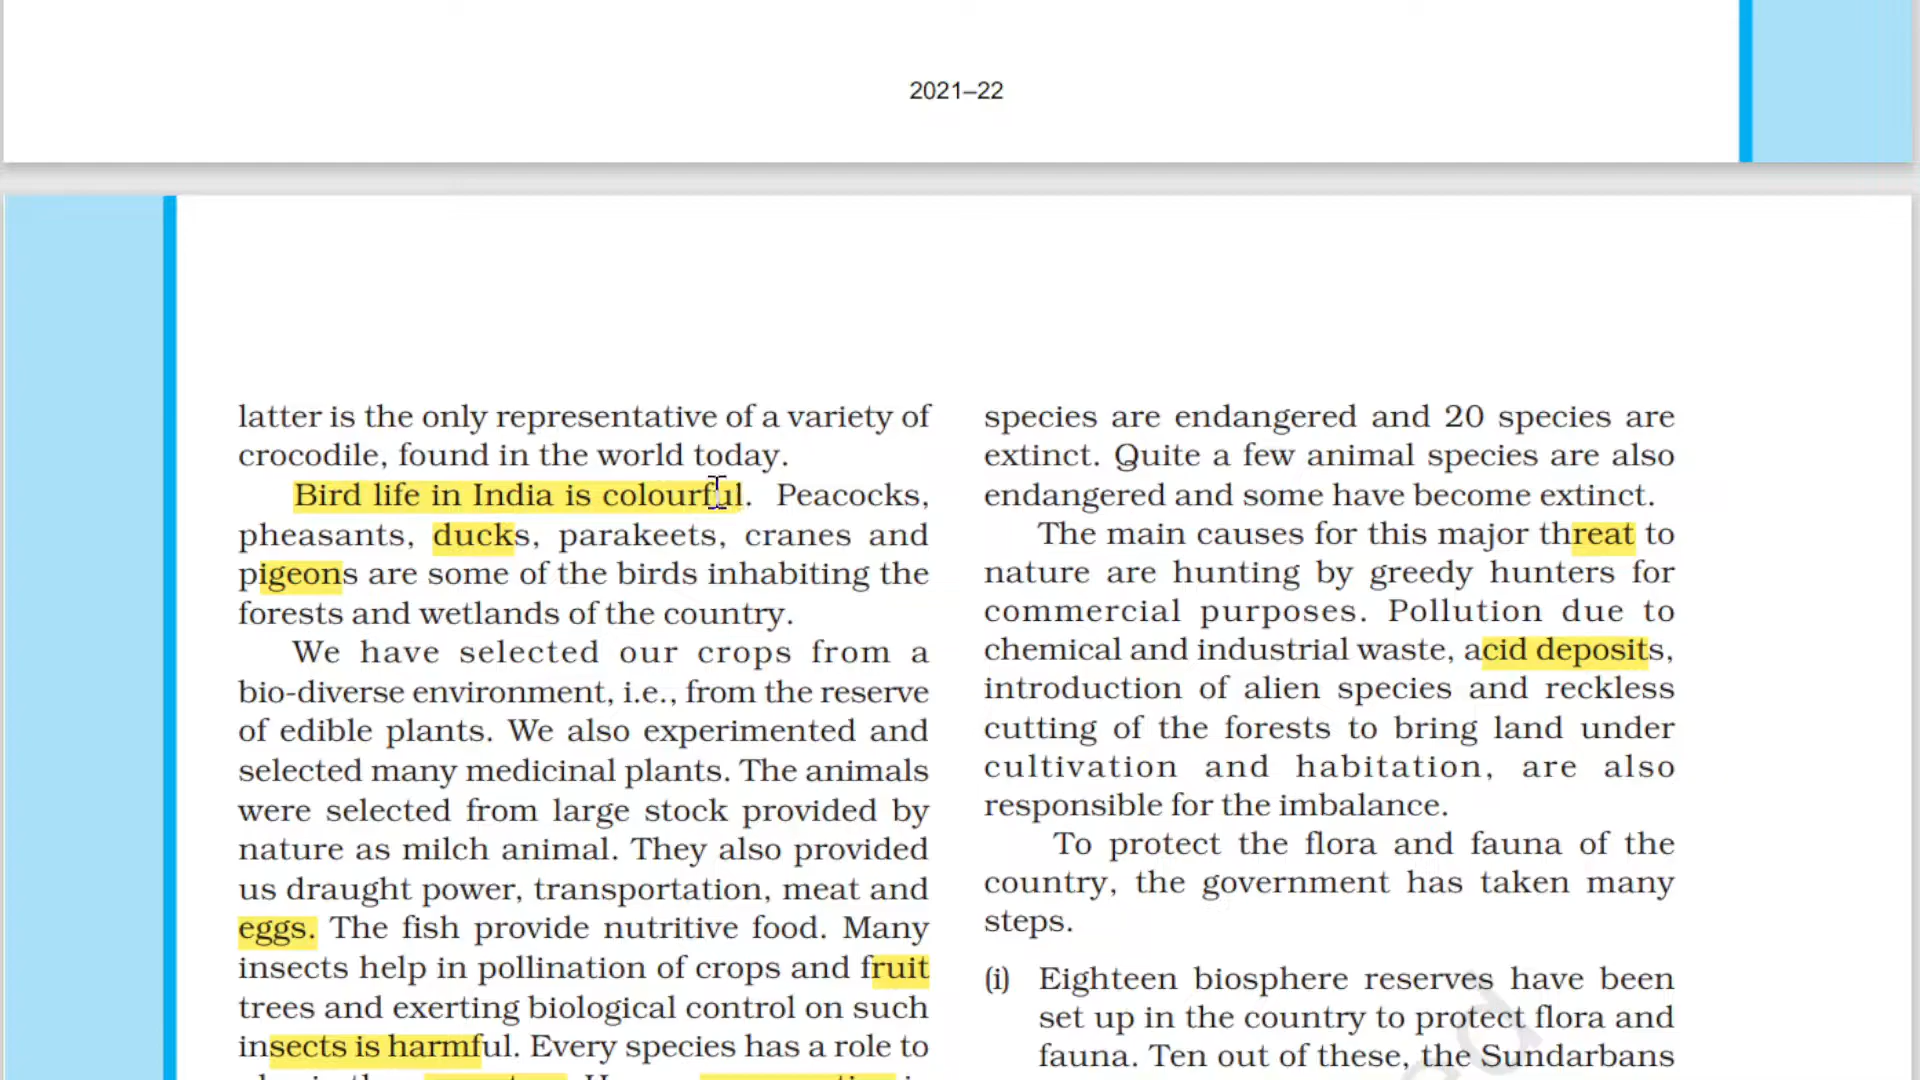 2021–22
latter is the only representative of a variety of
crocodile, found in the world today.
Bird life in India is colourful. Peacocks,
pheasants, ducks, parakeets, cranes and
pigeons are some of the birds inhabiting the
forests and wetlands of the country.
We have selected our crops from a
bio-diverse environment, i.e., from the reserve
of edible plants. We also experimented and
selected many medicinal plants. The animals
were selected from large stock provided by
nature as milch animal. They also provided
us draught power, transportation, meat and
eggs. The fish provide nutritive food. Many
insects help in pollination of crops and fruit
trees and exerting biological control on such
insects is harmful. Every species has a role to
species are endangered and 20 species are
extinct. Quite a few animal species are also
endangered and some have become extinct.
The main causes for this major threat to
nature are hunting by greedy hunters for
commercial purposes. Pollution due to
chemical and industrial waste, acid deposits,
introduction of alien species and reckless
cutting of the forests to bring land under
cultivation and habitation, are also
responsible for the imbalance.
To protect the flora and fauna of the
country, the government has taken many
steps.
(i) Eighteen biosphere reserves have been
set up in the country to protect flora and
fauna. Ten out of these, the Sundarbans